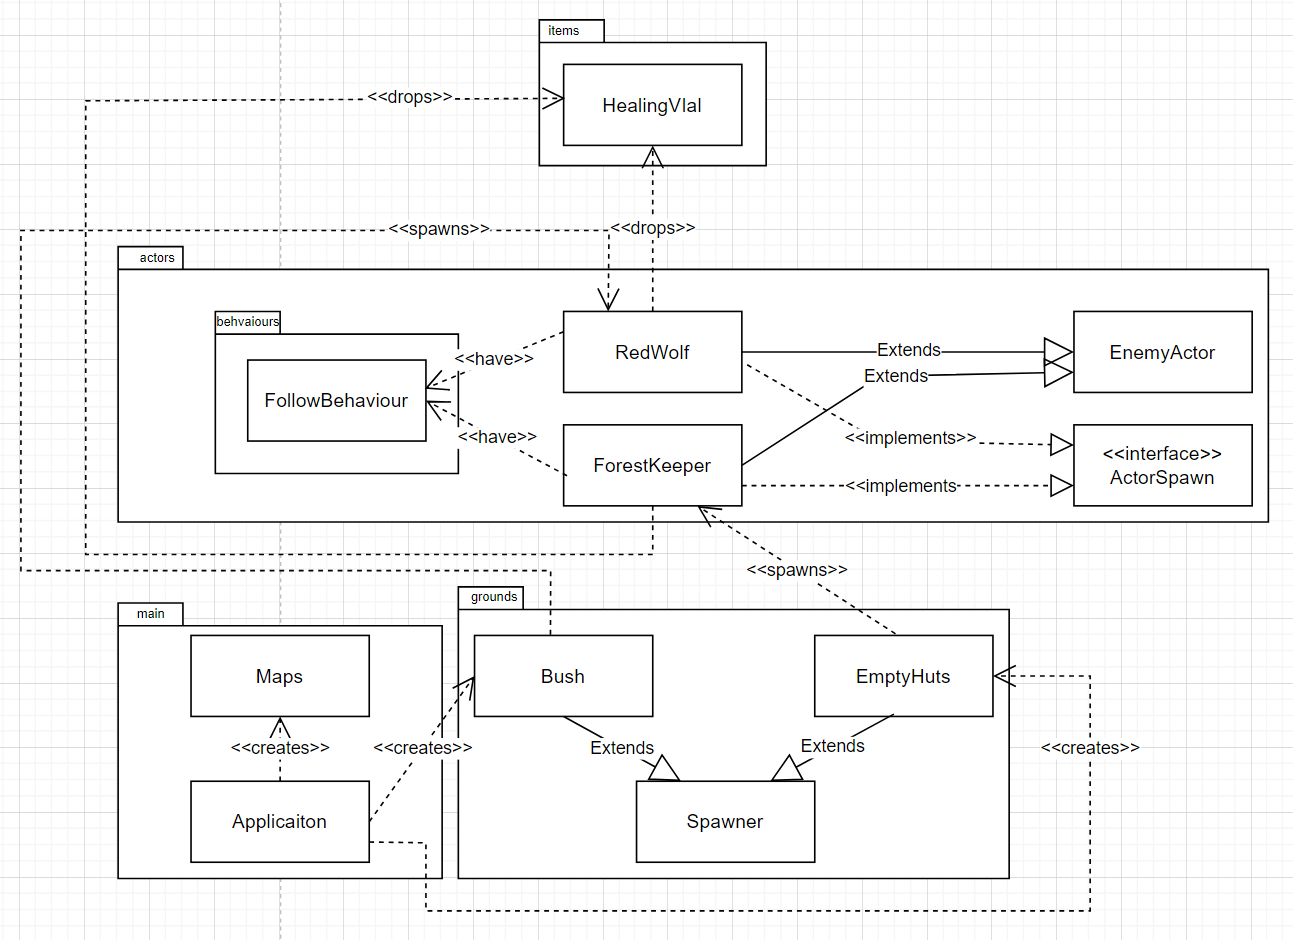 items
HealingVIal
<<drops>>
<<spawns>>
<<drops>>
actors
behvaiours
FollowBehaviour
<<have>>
<<have>>
RedWolf
ForestKeeper
Extends
Extends
<<implements>>
<<implements
EnemyActor
<<interface>>
ActorSpawn
<<spawns>>
main
Maps
<<creates>>
Applicaiton
<<creates>>
grounds
Bush
EmptyHuts
Extends
Extends
Spawner
<<creates>>